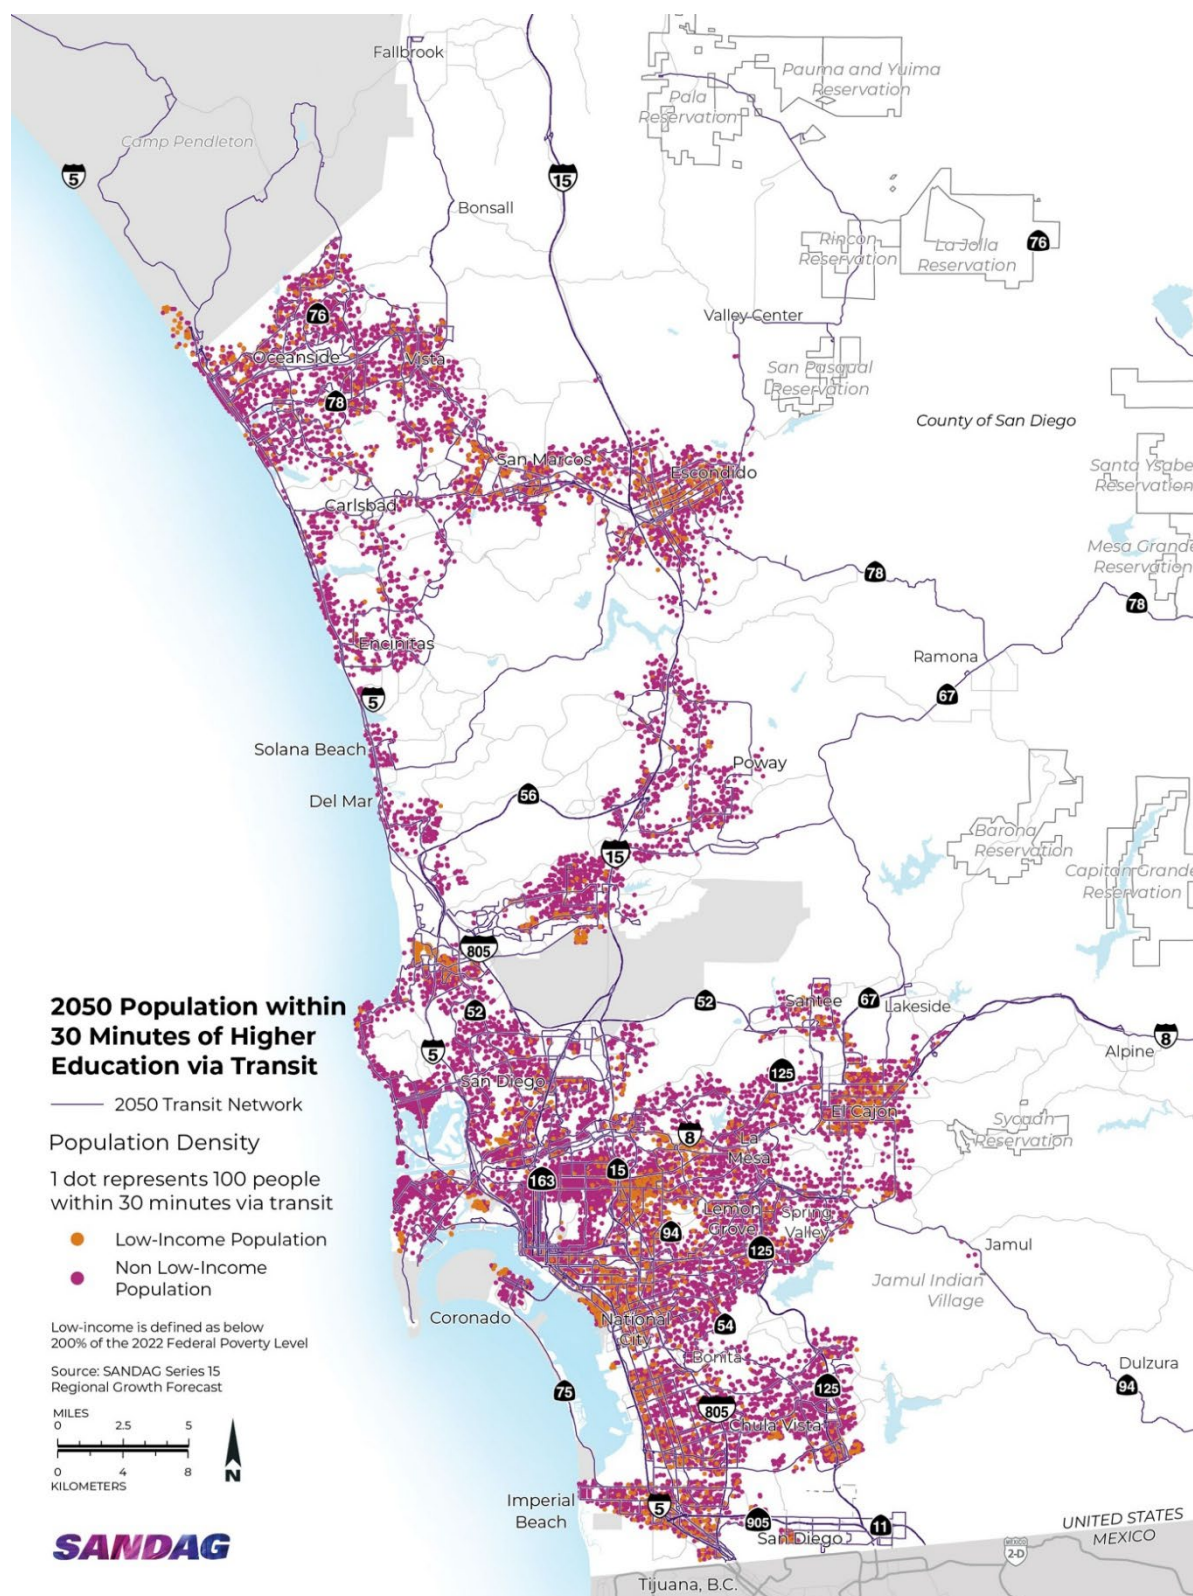 Fallbrook
Pauma and Yuima
Reservation
Pala
Reservation
Camp Pendleton
5
15
Bonsall
Rincon
Reservation
La Jolla
Reservation
76
76
Valley Center
Oceanside
Vista
San Pasqual
Reservation
78
County of San Diego
San Marcos
Escondido
Santa Ysabe
Reservation
Carlsbad
Mesa Grande
Reservation
78
78
Encinitas
Ramona
67
5
Solana Beach
Poway
Del Mar
56
Barona
Reservation
15
Capitan Grande
Reservation
805
2050 Population within
30 Minutes of Higher
Education via Transit
2050 Transit Network
Population Density
1 dot represents 100 people
within 30 minutes via transit
Low-Income Population
Non Low-Income
Population
Low-income is defined as below
200% of the 2022 Federal Poverty Level
Source: SANDAG Series 15
Regional Growth Forecast
MILES
0 2.5 5
0 4 8
KILOMETERS
N
SANDAG
52
52
Santee
67
Lakeside
5
Alpine
8
San Diego
125
El Cajon
Sycuan
Reservation
8
La
Mesa
163
15
Lemon
Grove
Spring
Valley
94
125
Jamul
Jamul Indian
Village
Coronado
National
City
54
Bonita
Dulzura
75
125
94
805
Chula Vista
Imperial
Beach
5
905
San Diego
11
UNITED STATES
MEXICO
MEXICO
2-D
Tijuana, B.C.